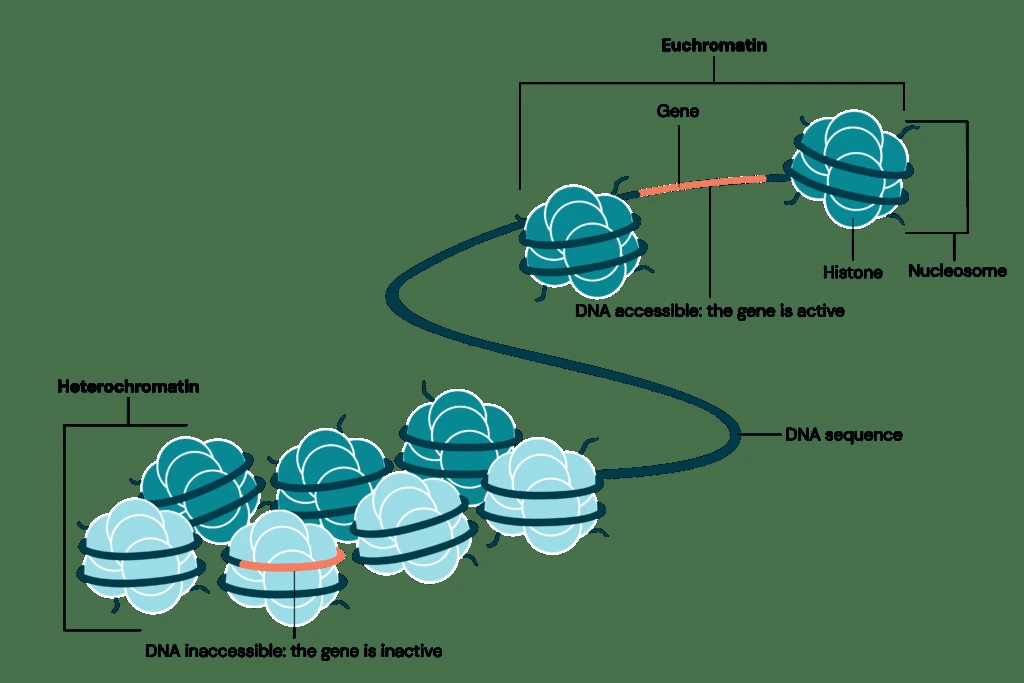 Euchromatin
Gene
Histone
Nucleosome
DNA accessible: the gene is active
Heterochromatin
DNA sequence
DNA inaccessible: the gene is inactive